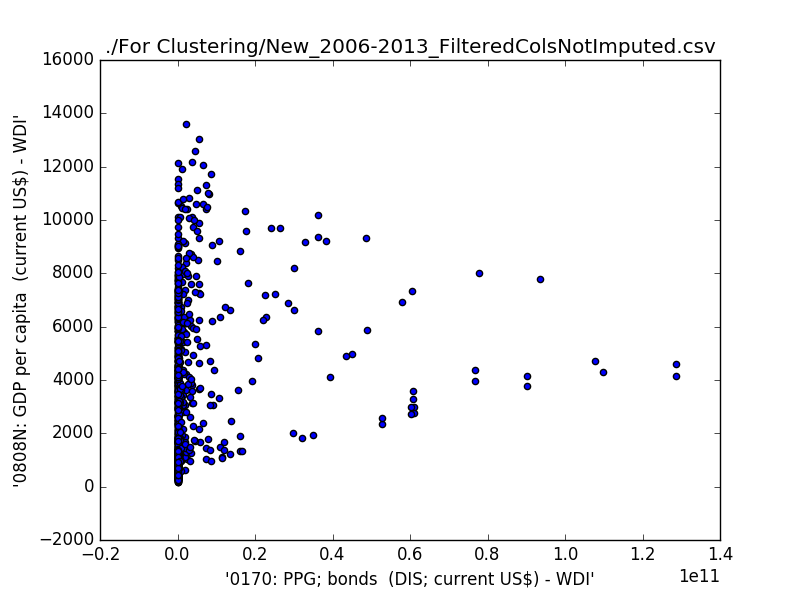 ./For Clustering/New_2006-2013_FilteredColsNotImputed.csv
16000
14000
12000
10000
8000
6000
4000
2000
0
−2000
'0808N: GDP per capita  (current US$) - WDI'
−0.2 0.0 0.2 0.4 0.6 0.8 1.0 1.2 1.4
1e11
'0170: PPG; bonds  (DIS; current US$) - WDI'